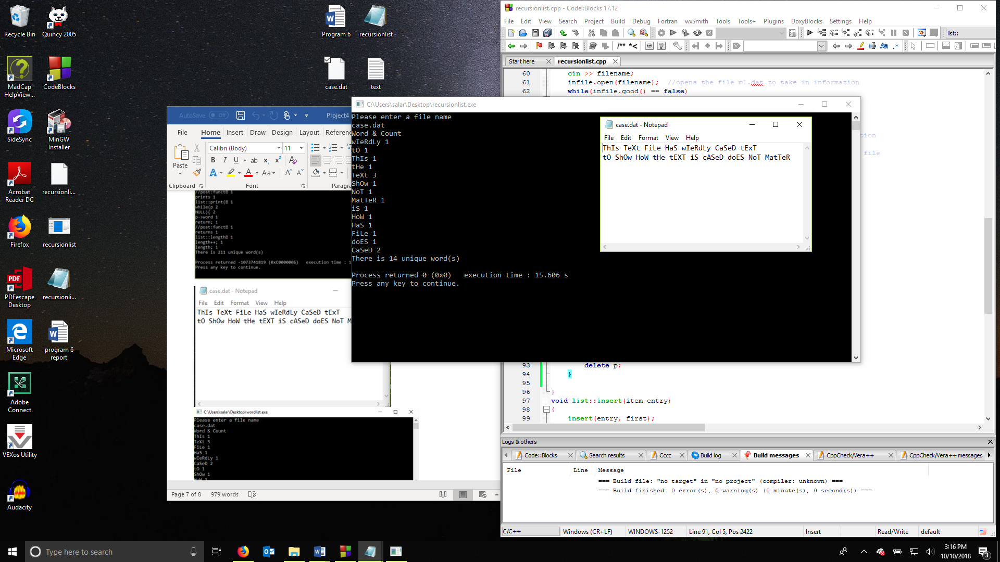 Recycle Bin
Quincy 2005
MadCap HelpView...
CodeBlocks
SideSync
MinGW Installer
Acrobat Reader DC
recursionli...
Firefox
recursionlist
PDFescape Desktop
recursionli...
Microsoft Edge
program 6 report
Adobe Connect
VEXos Utility
Audacity
Program 6
recursionlist
case.dat
text
AutoSave Off Project4
File Home Insert Draw Design Layout Referenc
Calibri (Body) 11
Paste
Clipboard Font Paragra
prints 1
while(p 2
NULL){ 2
p->word 1
return; 1
returns 1
length++; 1
length; 1
There is 211 unique word(s)
Process returned -1073741819 (0xC0000005) execution time : 1
Press any key to continue.
case.dat - Notepad
File Edit Format View Help
ThIs TeXt FiLe HaS wIeRdLy CaSeD tExT
tO ShOw HoW tHe tEXT iS cASeD doES NoT M
C:\Users\salar\Desktop\wordlist.exe
Please enter a file name
case.dat
Word & Count
ThIs 1
TeXt 3
FiLe 1
HaS 1
wIeRdLy 1
CaSeD 2
tO 1
ShOw 1
HoW 1
Page 7 of 8 979 words
C:\Users\salar\Desktop\recursionlist.exe
Please enter a file name
case.dat
Word & Count
wIeRdLy 1
tO 1
ThIs 1
tHe 1
TeXt 3
ShOw 1
NoT 1
MatTeR 1
iS 1
HoW 1
HaS 1
FiLe 1
doES 1
CaSeD 2
There is 14 unique word(s)
Process returned 0 (0x0) execution time : 15.606 s
Press any key to continue.
case.dat - Notepad
File Edit Format View Help
ThIs TeXt FiLe HaS wIeRdLy CaSeD tExT
tO ShOw HoW tHe tEXT iS cASeD doES NoT MatTeR
recursionlist.cpp - Code::Blocks 17.12
File Edit View Search Project Build Debug Fortran wxSmith Tools Tools+ Plugins DoxyBlocks Settings Help
list::
Start here recursionlist.cpp
60 cin >> filename;
61 infile.open(filename); //opens the file ml.dat to take in information
62 while(infile.good() == false)
tion
file
93 delete p;
94 }
95
96 }
97 void list::insert(item entry)
98 {
99 insert(entry, first);
Logs & others
Code::Blocks Search results Cccc Build log Build messages CppCheck/Vera++ CppCheck/Vera++ messages
File Line Message
=== Build file: "no target" in "no project" (compiler: unknown) ===
=== Build finished: 0 error(s), 0 warning(s) (0 minute(s), 0 second(s)) ===
C/C++ Windows (CR+LF) WINDOWS-1252 Line 91, Col 5, Pos 2422 Insert Read/Write default
Type here to search
3:16 PM
10/10/2018
3